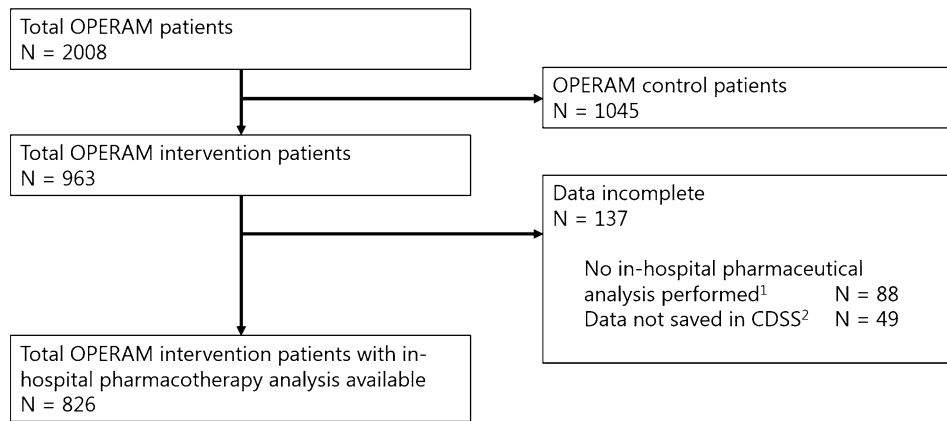 Total OPERAM patients
N = 2008
OPERAM control patients
N = 1045
Total OPERAM intervention patients
N = 963
Data incomplete
N = 137
No in-hospital pharmaceutical
analysis performed¹ N = 88
Data not saved in CDSS² N = 49
Total OPERAM intervention patients with in-
hospital pharmacotherapy analysis available
N = 826